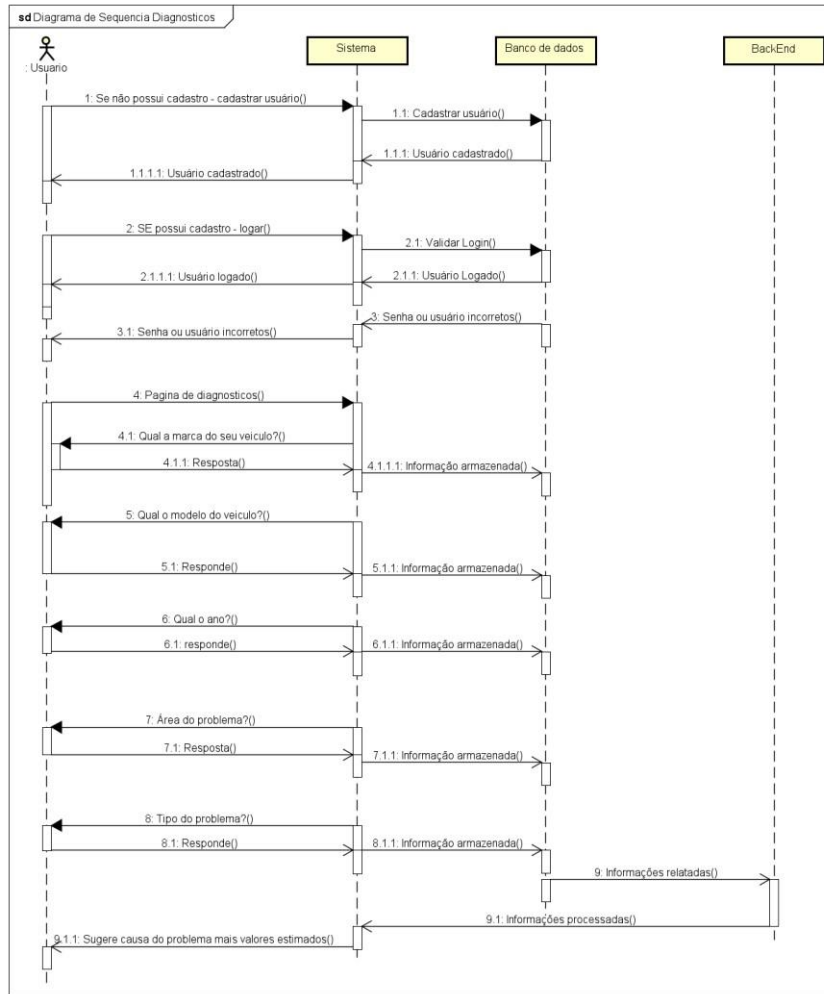 sd Diagrama de Sequencia Diagnosticos
: Usuario
Sistema
Banco de dados
BackEnd
1: Se não possui cadastro - cadastrar usuário()
1.1: Cadastrar usuário()
1.1.1: Usuário cadastrado()
1.1.1.1: Usuário cadastrado()
2: SE possui cadastro - logar()
2.1: Validar Login()
2.1.1: Usuário Logado()
2.1.1.1: Usuário logado()
3: Senha ou usuário incorretos()
3.1: Senha ou usuário incorretos()
4: Pagina de diagnosticos()
4.1: Qual a marca do seu veiculo?()
4.1.1: Resposta()
4.1.1.1: Informação armazenada()
5: Qual o modelo do veiculo?()
5.1: Responde()
5.1.1: Informação armazenada()
6: Qual o ano?()
6.1: responde()
6.1.1: Informação armazenada()
7: Área do problema?()
7.1: Resposta()
7.1.1: Informação armazenada()
8: Tipo do problema?()
8.1: Responde()
8.1.1: Informação armazenada()
9: Informações relatadas()
9.1: Informações processadas()
9.1.1: Sugere causa do problema mais valores estimados()